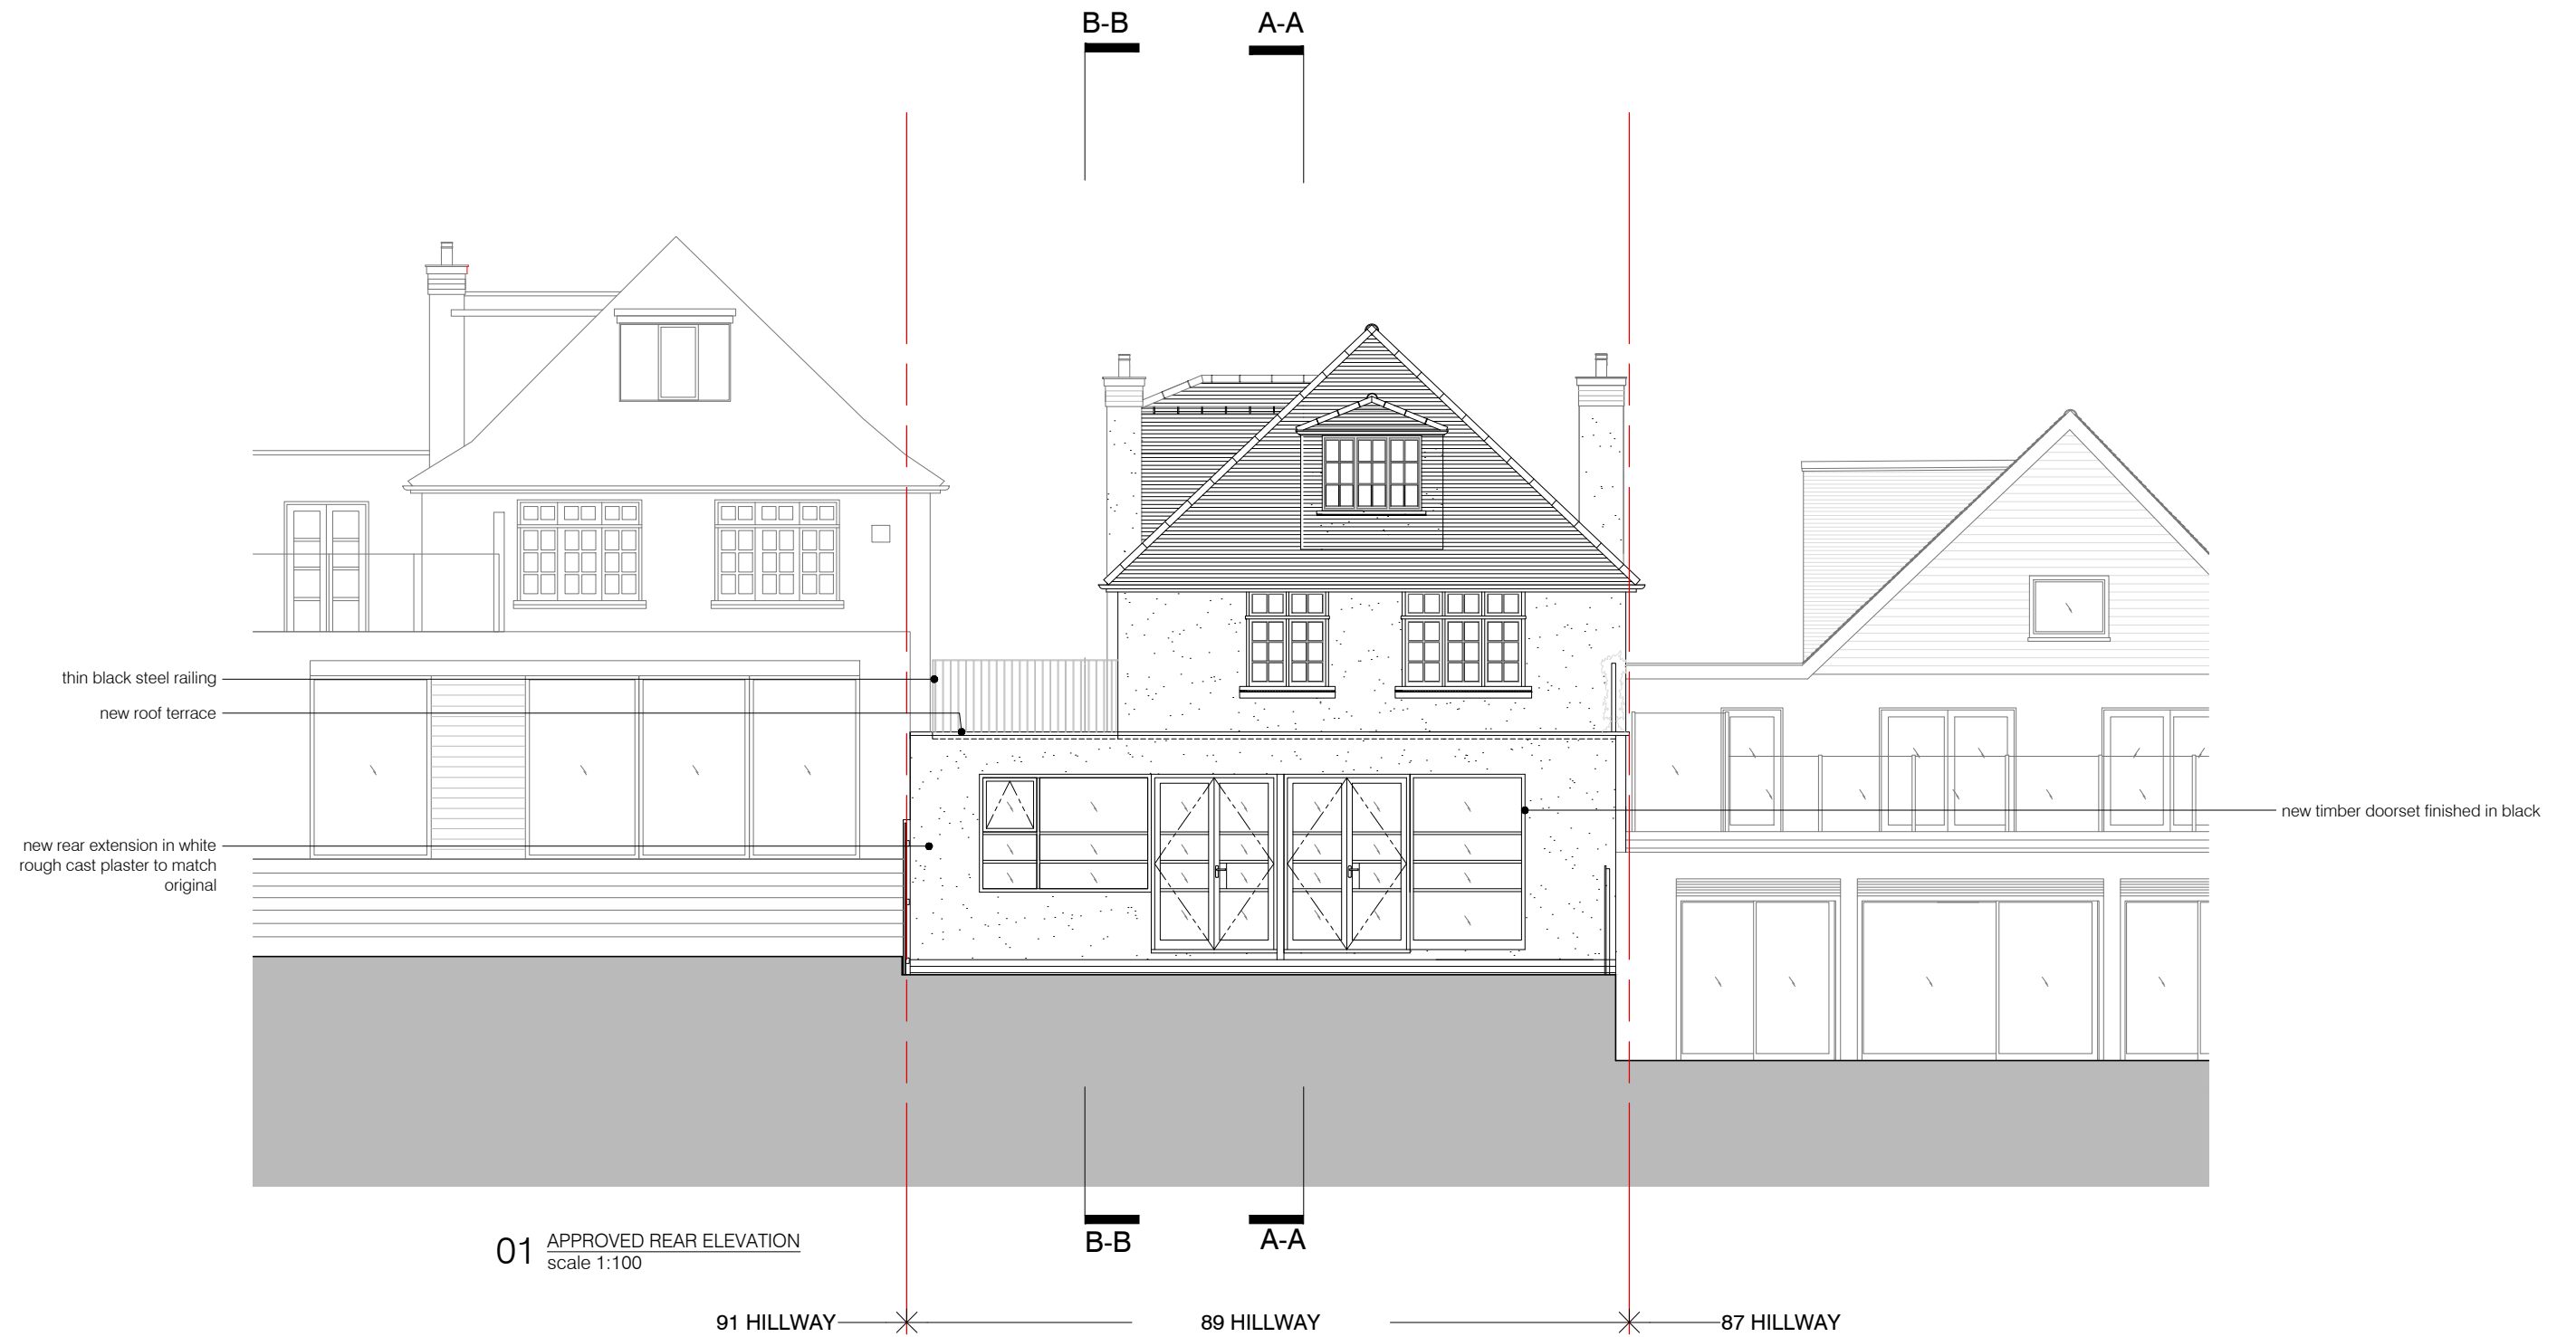 B-B
A-A
thin black steel railing
new roof terrace
new rear extension in white
rough cast plaster to match
original
new timber doorset finished in black
B-B
A-A
01 APPROVED REAR ELEVATION
scale 1:100
91 HILLWAY
89 HILLWAY
87 HILLWAY